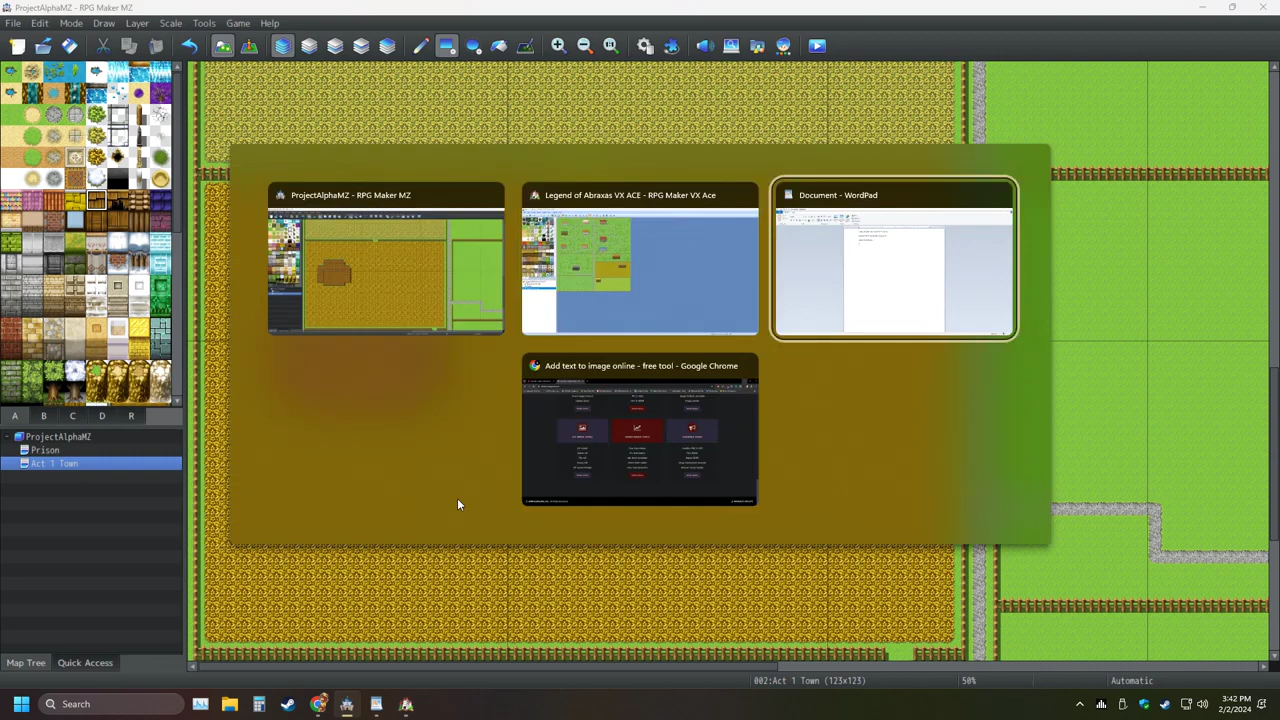 ProjectAlphaMZ - RPG Maker MZ
File Edit Mode Draw Layer Scale Tools Game Help
ProjectAlphaMZ - RPG Maker MZ
Legend of Abraxas VX ACE - RPG Maker VX Ace
Document - WordPad
Add text to image online - free tool - Google Chrome
A B C D R
ProjectAlphaMZ
Prison
Act 1 Town
Map Tree Quick Access
002:Act 1 Town (123x123) 50% Automatic
Search
3:42 PM
2/2/2024